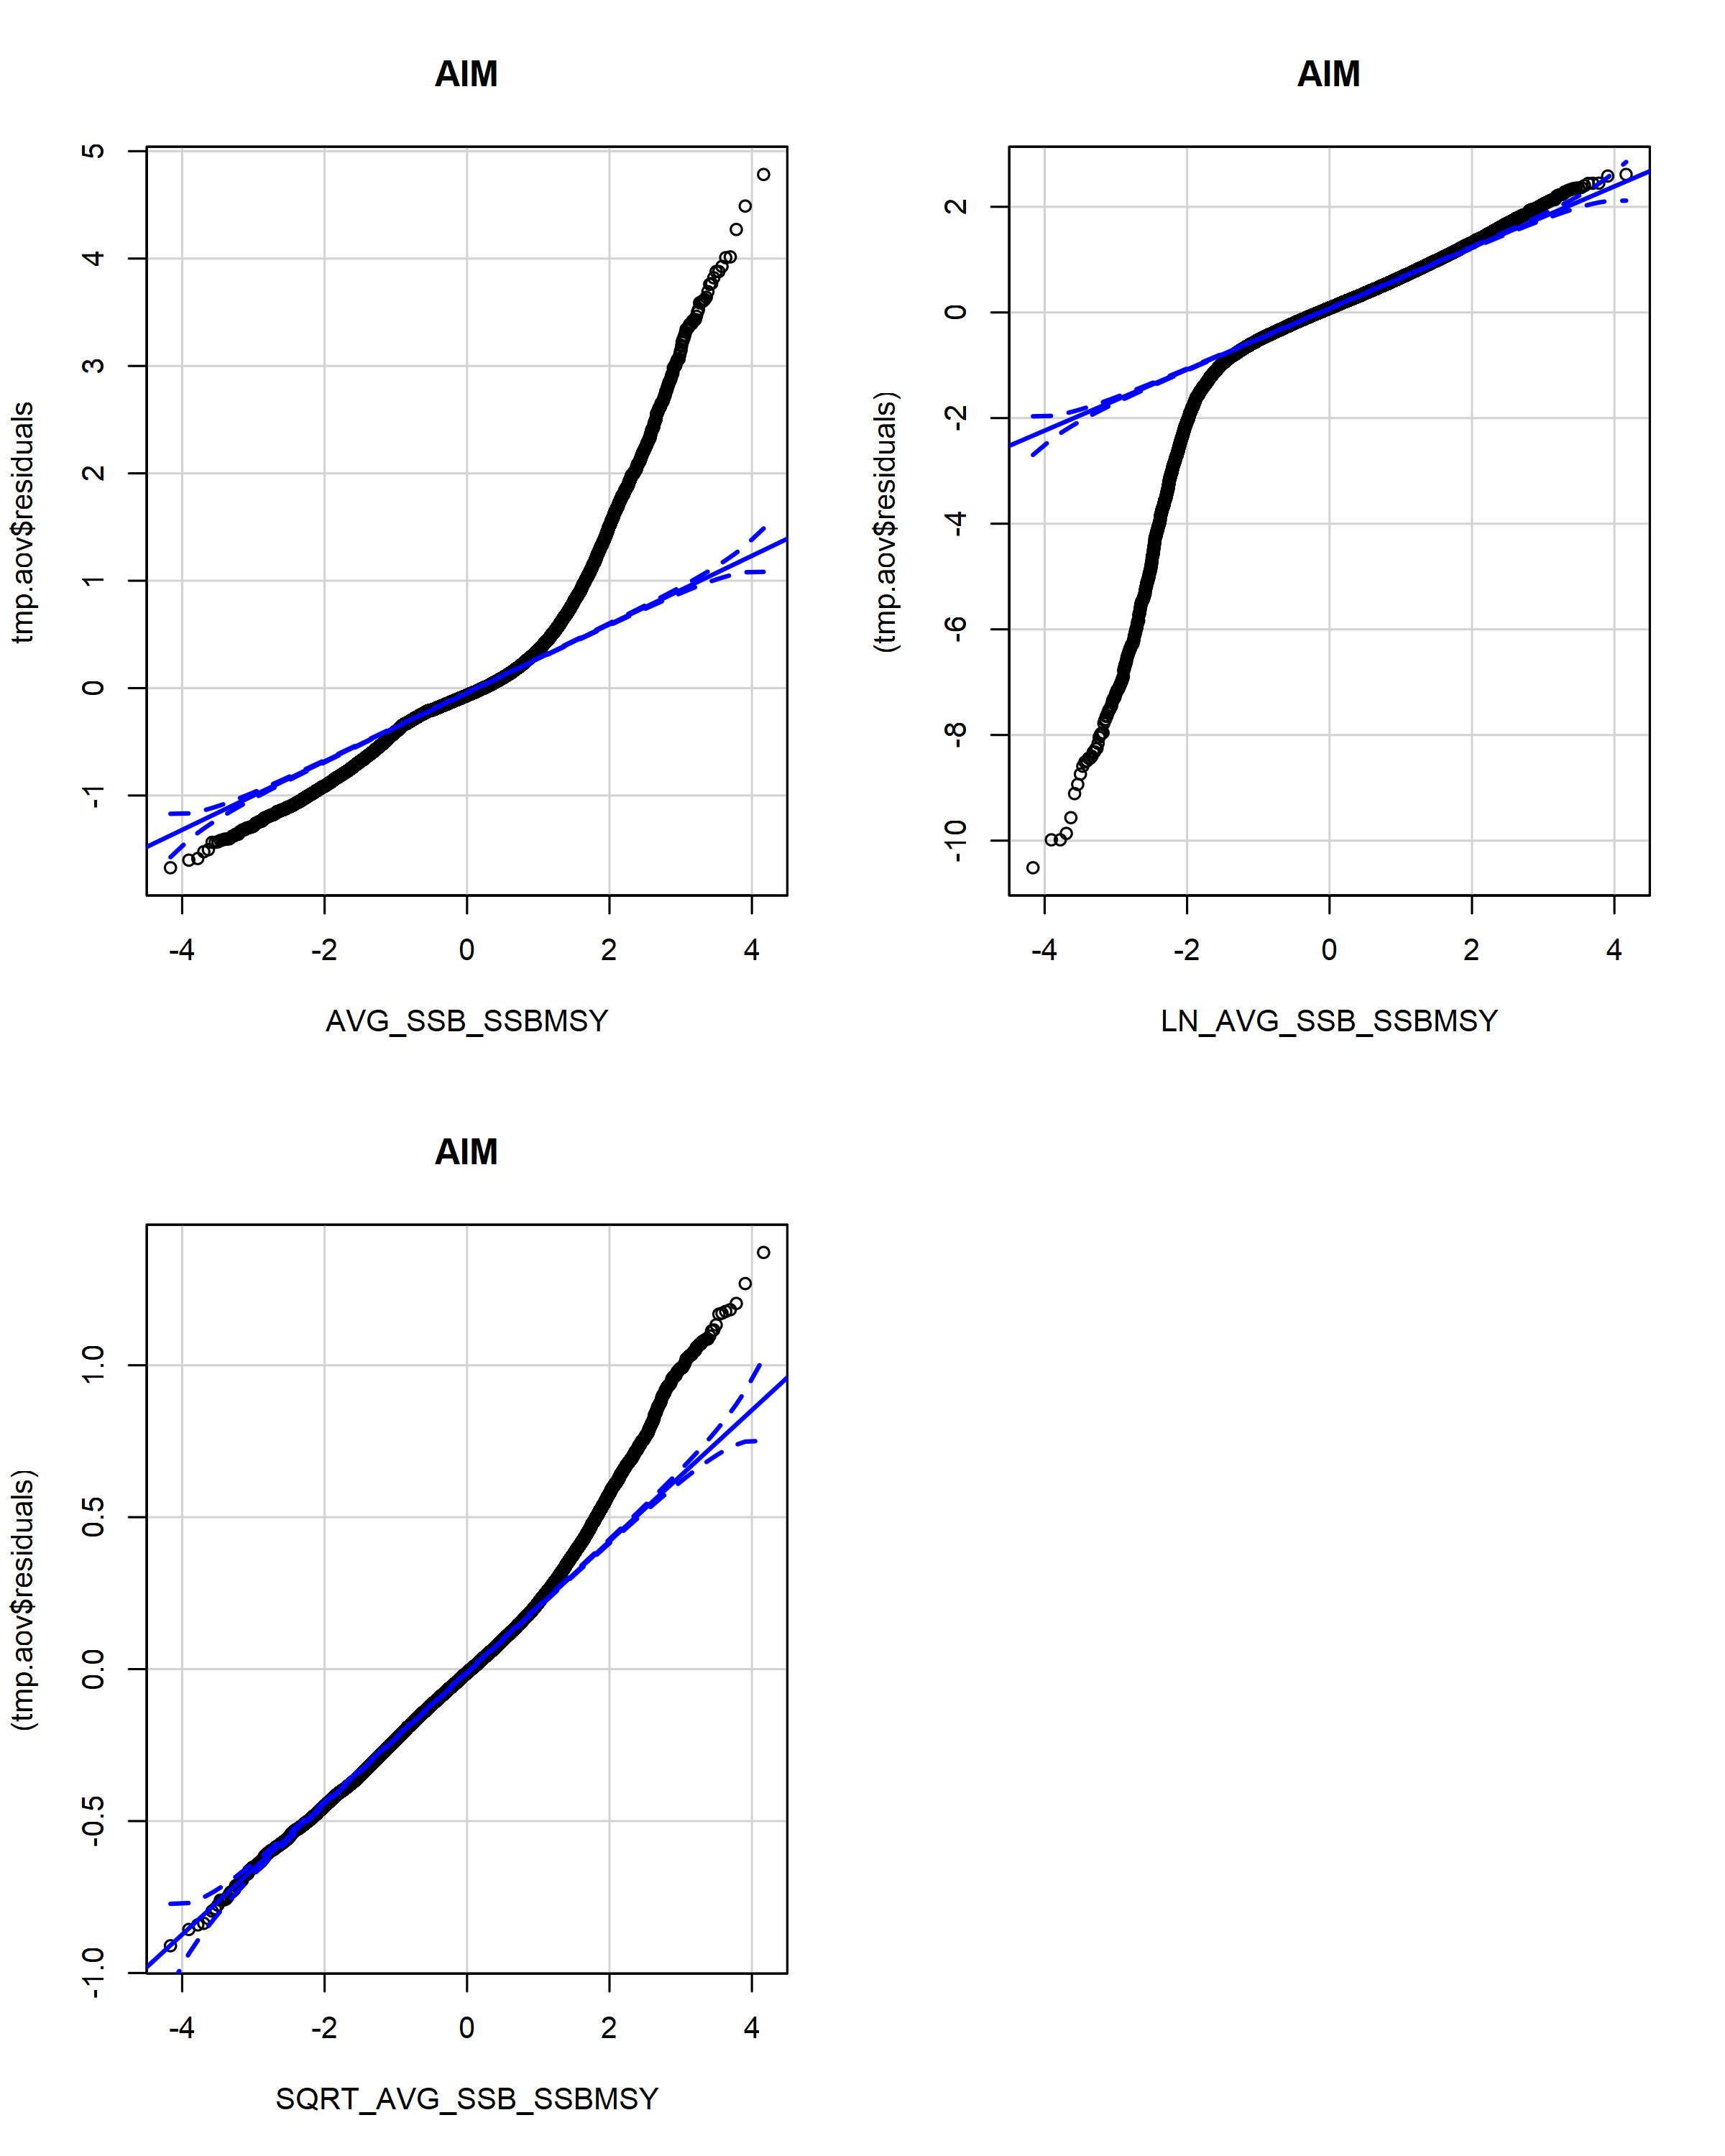 AIM
tmp.aov$residuals
5
4
3
2
1
0
-1
-4 -2 0 2 4
AVG_SSB_SSBMSY
AIM
(tmp.aov$residuals)
2
0
-2
-4
-6
-8
-10
-4 -2 0 2 4
LN_AVG_SSB_SSBMSY
AIM
(tmp.aov$residuals)
1.0
0.5
0.0
-0.5
-1.0
-4 -2 0 2 4
SQRT_AVG_SSB_SSBMSY